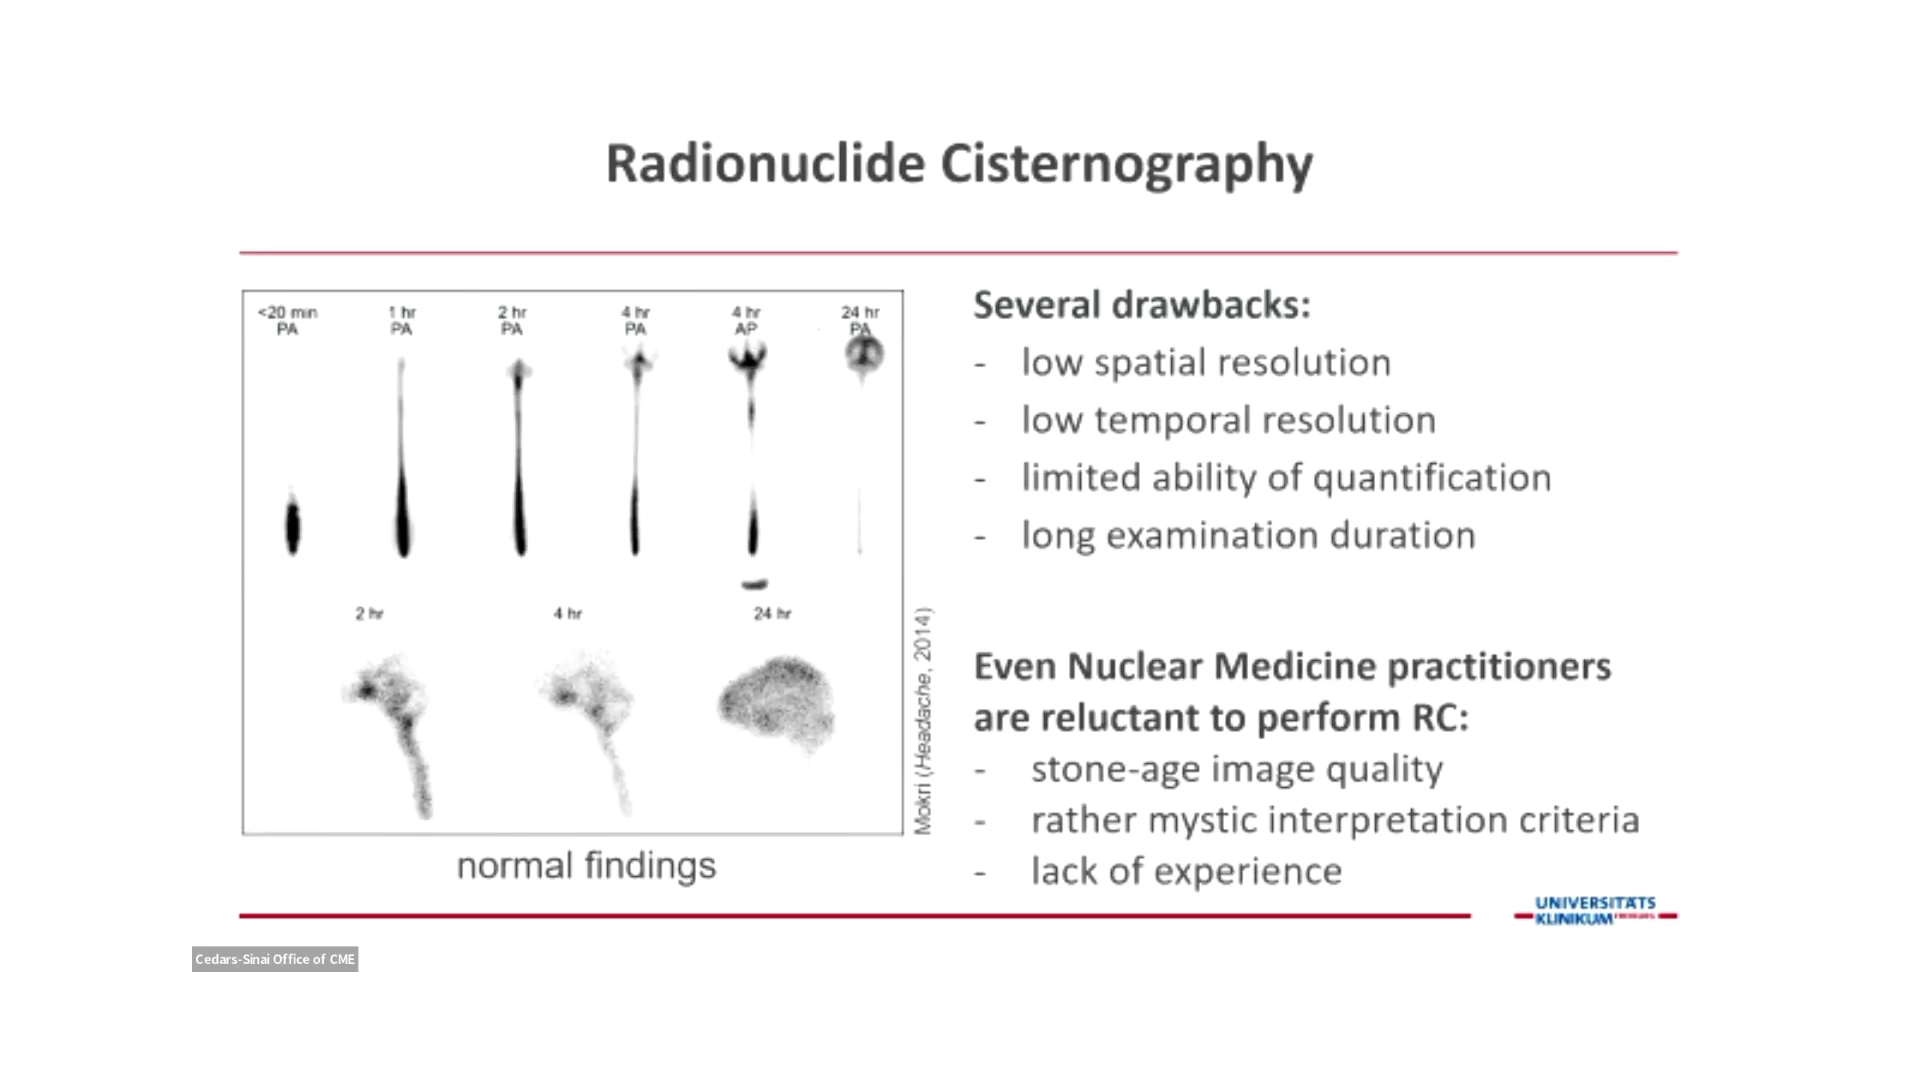 Radionuclide Cisternography
<20 min 1 hr 2 hr 4 hr 4 hr 24 hr
PA PA PA PA AP PA
2 hr 4 hr 24 hr
Mokri (Headache, 2014)
normal findings
Several drawbacks:
- low spatial resolution
- low temporal resolution
- limited ability of quantification
- long examination duration
Even Nuclear Medicine practitioners
are reluctant to perform RC:
- stone-age image quality
- rather mystic interpretation criteria
- lack of experience
UNIVERSITÄTS
KLINIKUM
Cedars-Sinai Office of CME